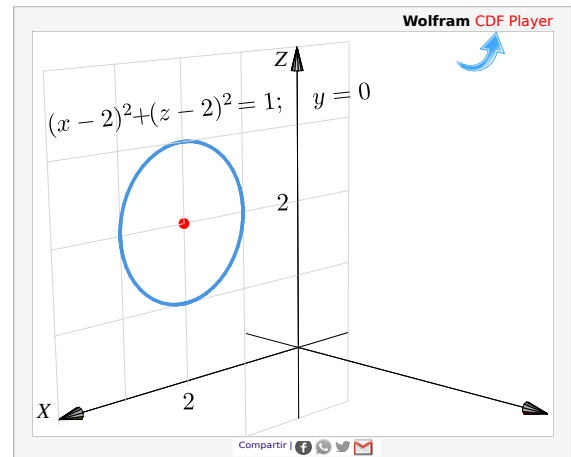 Wolfram CDF Player
Z
(x − 2)²+(z − 2)² = 1; y = 0
2
X
2
Compartir |